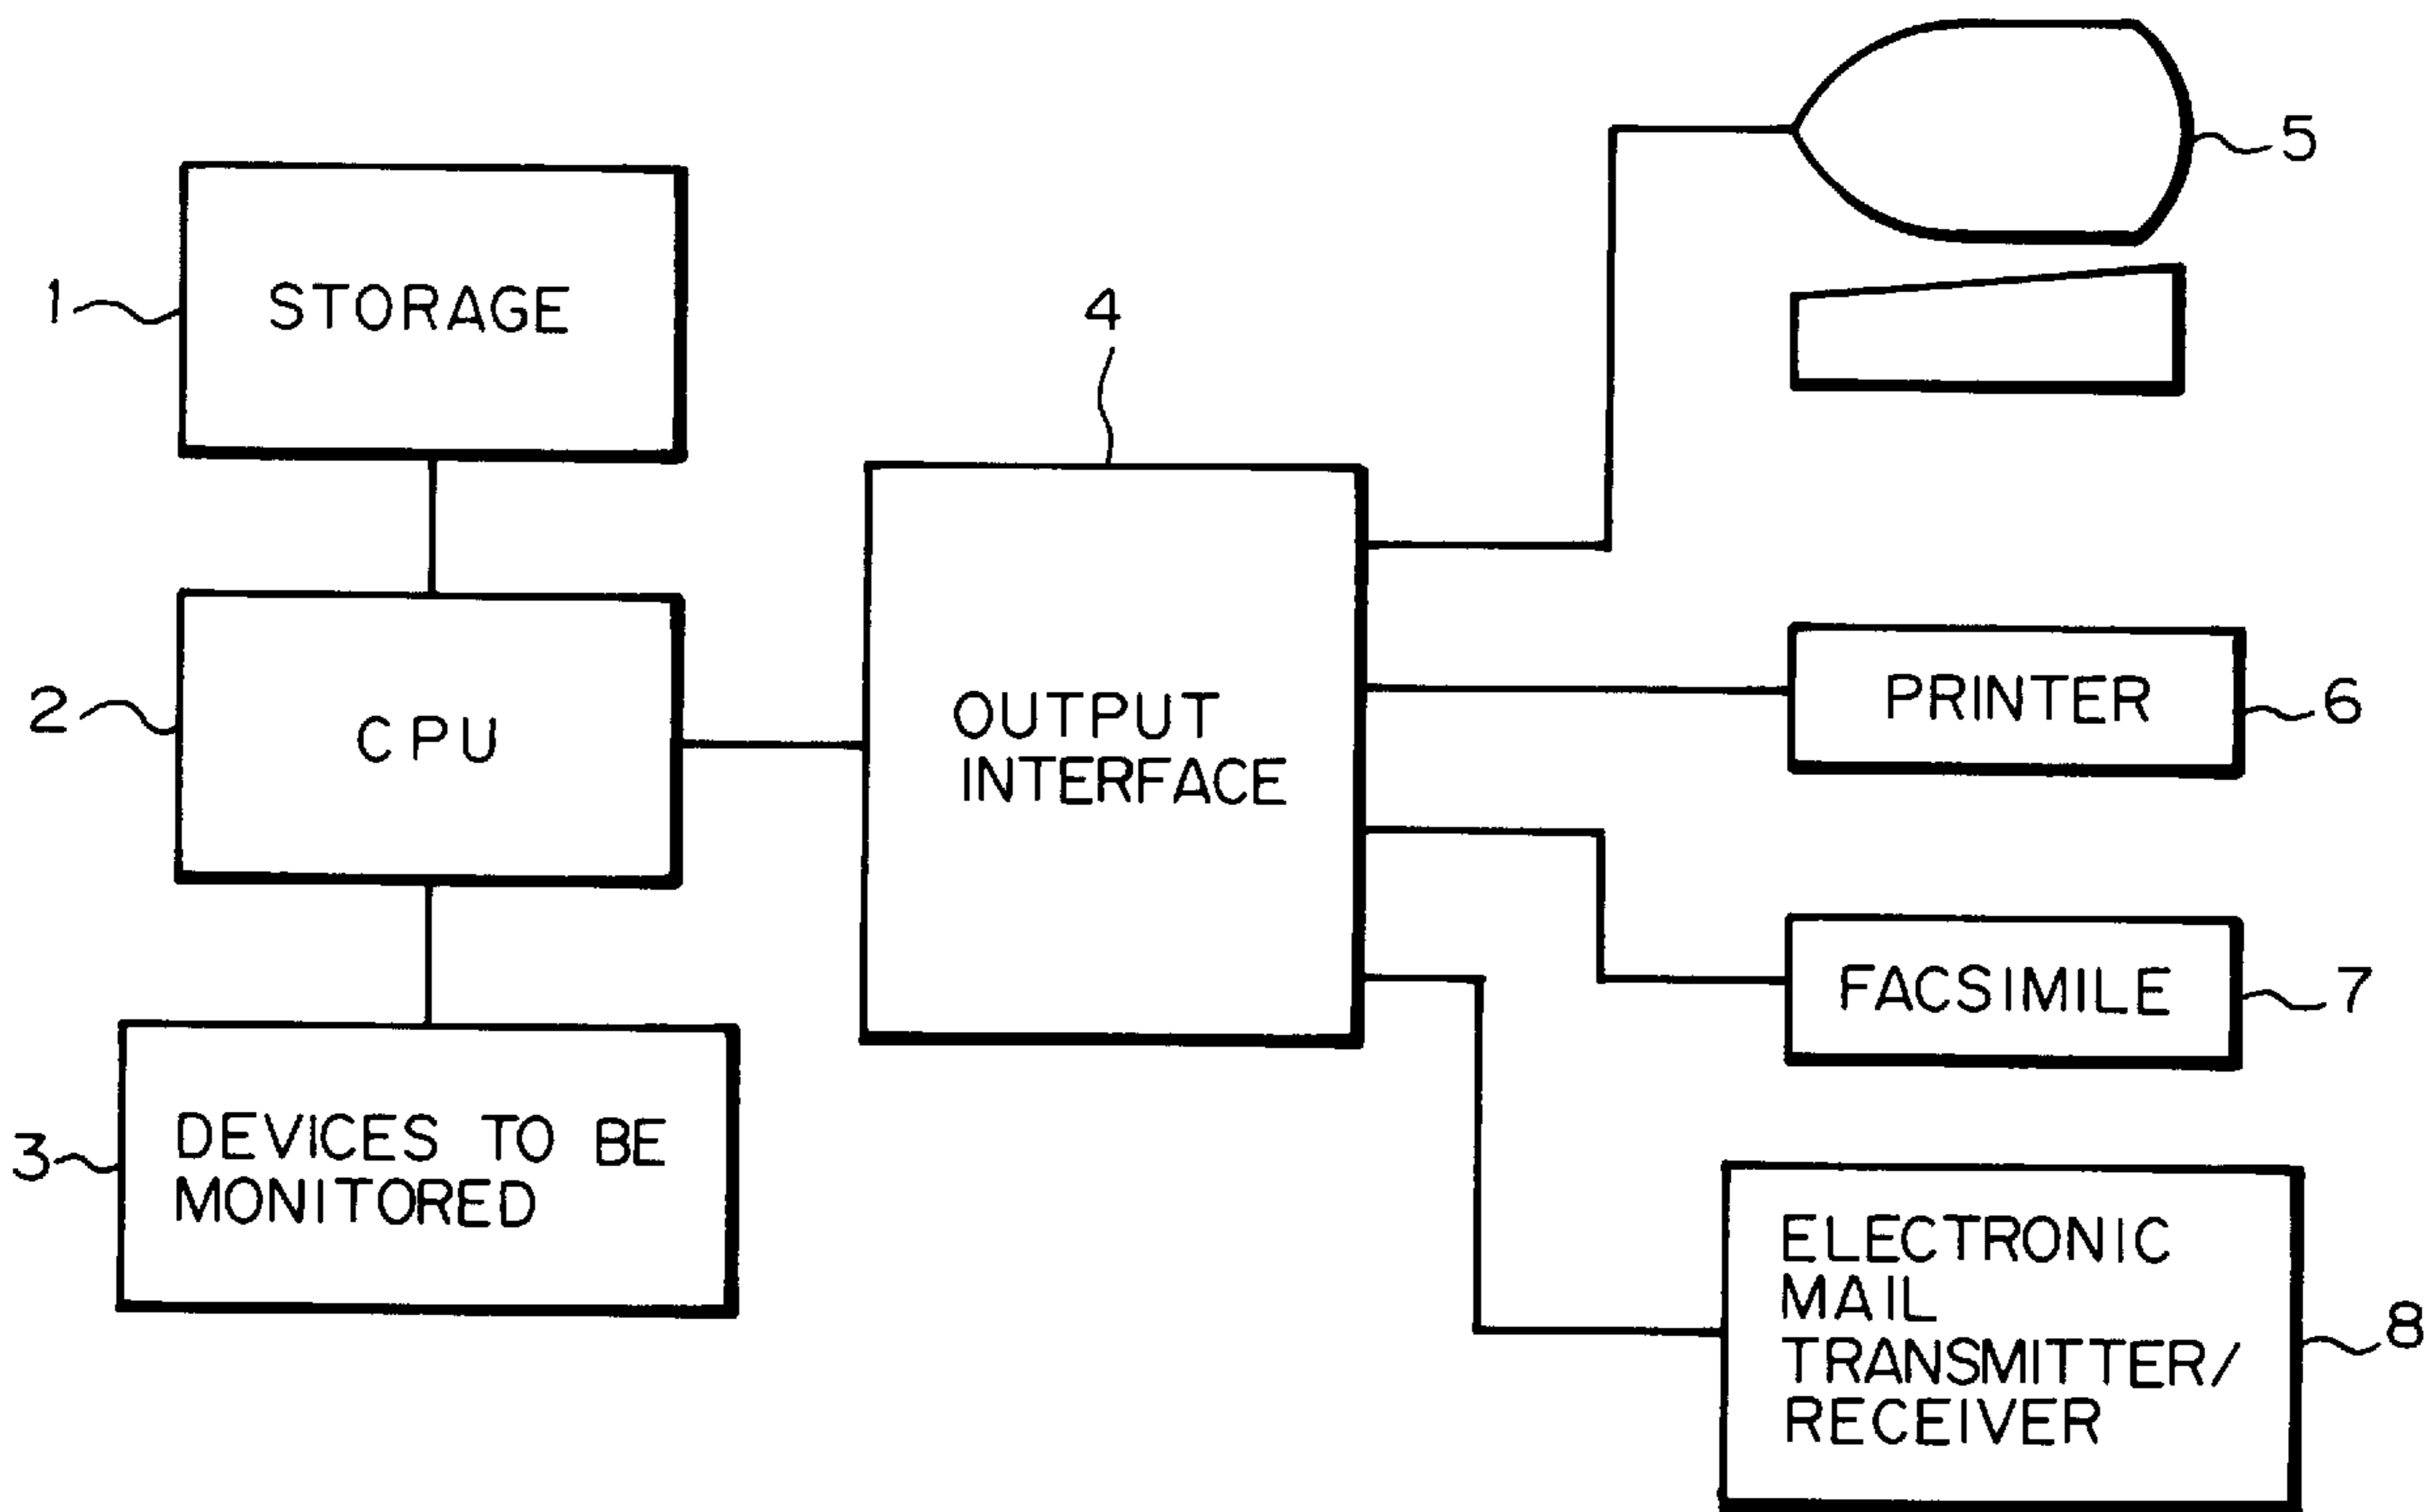 5
1
STORAGE
4
2
CPU
OUTPUT
INTERFACE
PRINTER
6
FACSIMILE
7
3
DEVICES TO BE
MONITORED
ELECTRONIC
MAIL
TRANSMITTER/
RECEIVER
8